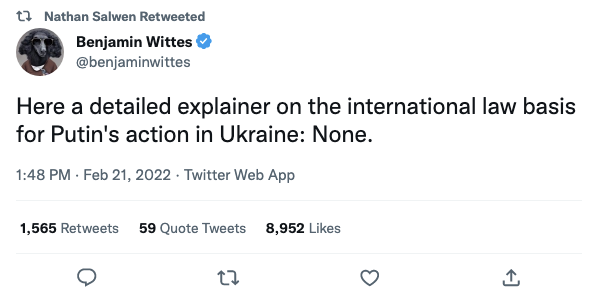 Nathan Salwen Retweeted
Benjamin Wittes
@benjaminwittes
Here a detailed explainer on the international law basis
for Putin's action in Ukraine: None.
1:48 PM · Feb 21, 2022 · Twitter Web App
1,565 Retweets 59 Quote Tweets 8,952 Likes